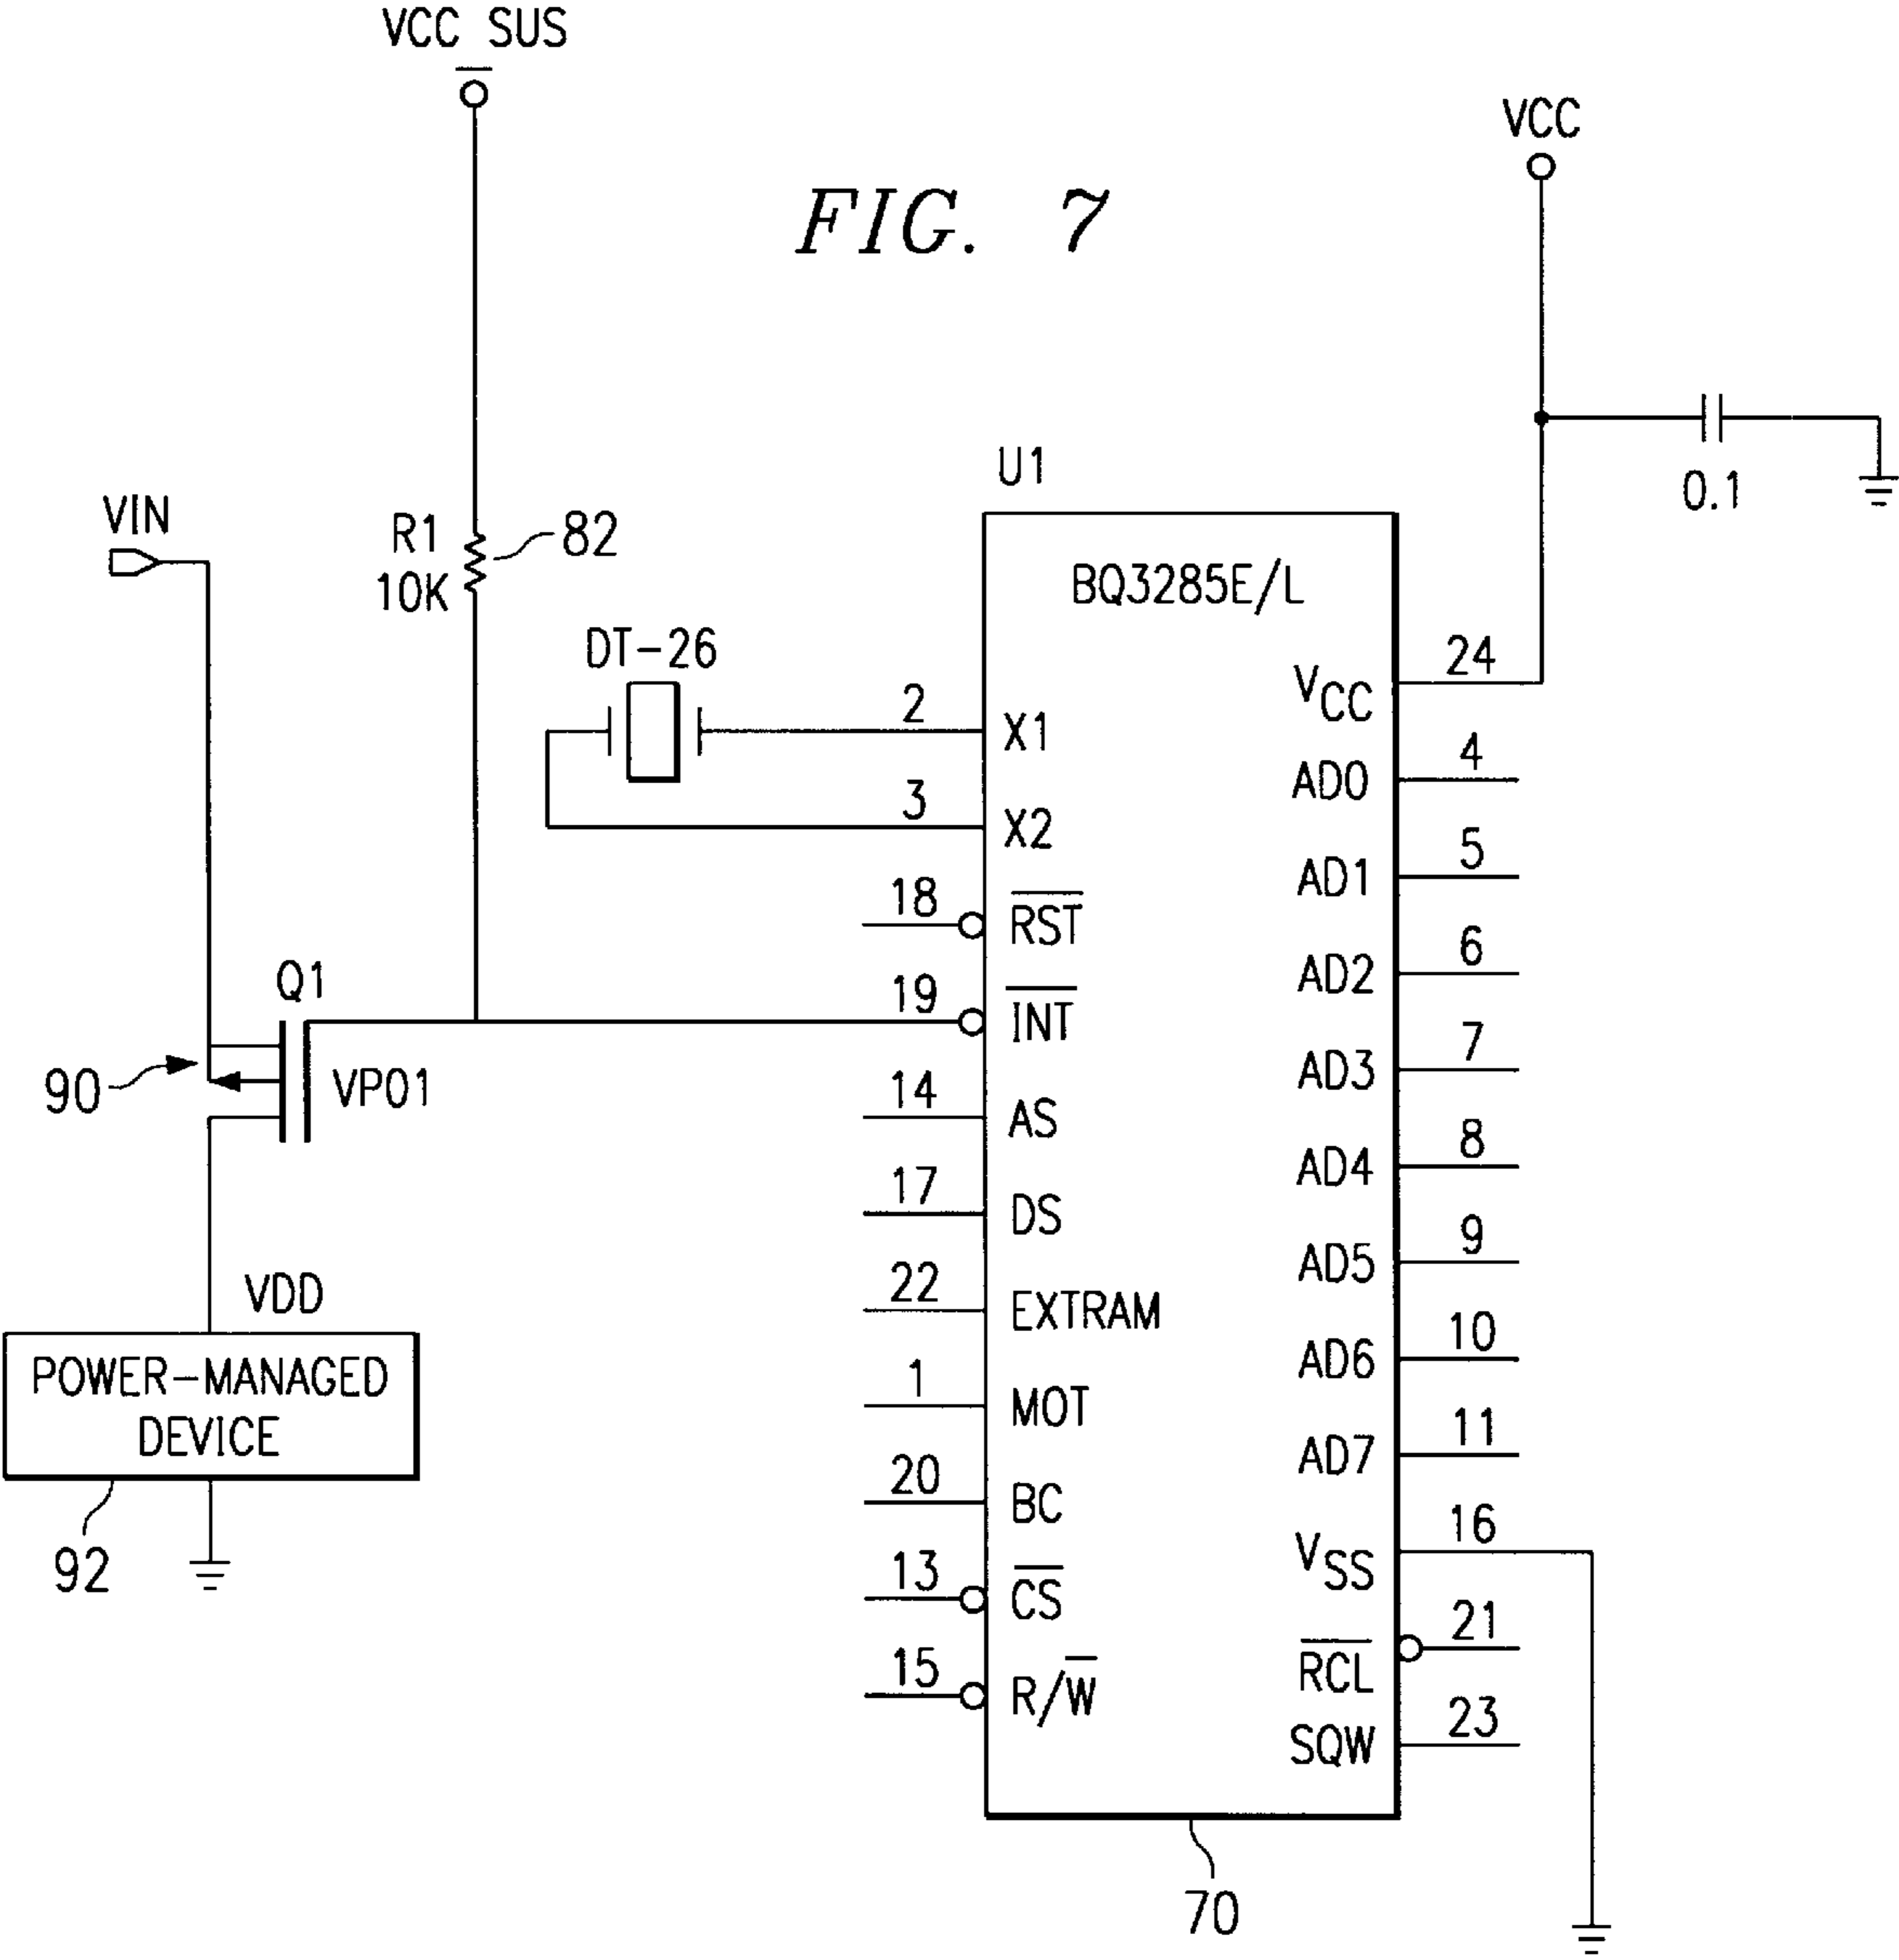 VCC SUS
VCC
FIG. 7
U1
0.1
VIN
R1
10K
82
BQ3285E/L
DT-26
24
VCC
2
X1
4
AD0
3
X2
5
AD1
18
RST
6
AD2
Q1
19
INT
7
AD3
90
VP01
14
AS
8
AD4
17
DS
9
AD5
VDD
22
EXTRAM
10
AD6
POWER-MANAGED
DEVICE
1
MOT
11
AD7
20
BC
16
VSS
92
13
CS
21
RCL
15
R/W
23
SQW
70